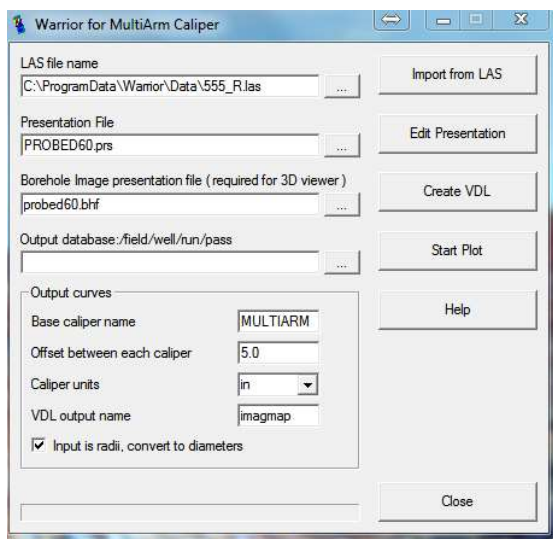 Warrior for MultiArm Caliper
LAS file name
C:\ProgramData\Warrior\Data\555_R.las
...
Import from LAS
Presentation File
PROBED60.prs
...
Edit Presentation
Borehole Image presentation file ( required for 3D viewer )
probed60.bhf
...
Create VDL
Output database:/field/well/run/pass
...
Start Plot
Output curves
Base caliper name
MULTIARM
Help
Offset between each caliper
5.0
Caliper units
in
VDL output name
imagmap
Input is radii, convert to diameters
Close